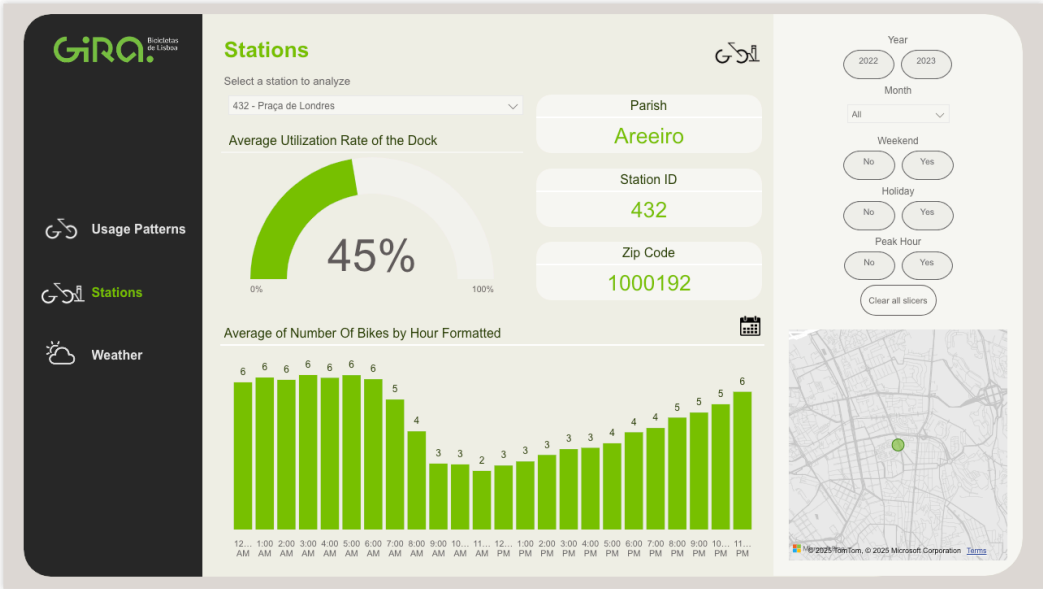 GiRA.
Bicicletas
de Lisboa
Usage Patterns
Stations
Weather
Stations
Select a station to analyze
432 - Praça de Londres
Average Utilization Rate of the Dock
45%
0%
100%
Parish
Areeiro
Station ID
432
Zip Code
1000192
Average of Number Of Bikes by Hour Formatted
6 6 6 6 6 6 6 5 4 3 3 2 3 3 3 3 3 4 4 4 5 5 5 6
12... 1:00 2:00 3:00 4:00 5:00 6:00 7:00 8:00 9:00 10... 11... 12... 1:00 2:00 3:00 4:00 5:00 6:00 7:00 8:00 9:00 10... 11...
AM AM AM AM AM AM AM AM AM AM AM AM PM PM PM PM PM PM PM PM PM PM PM PM
Year
2022 2023
Month
All
Weekend
No Yes
Holiday
No Yes
Peak Hour
No Yes
Clear all slicers
© 2025 TomTom, © 2025 Microsoft Corporation Terms